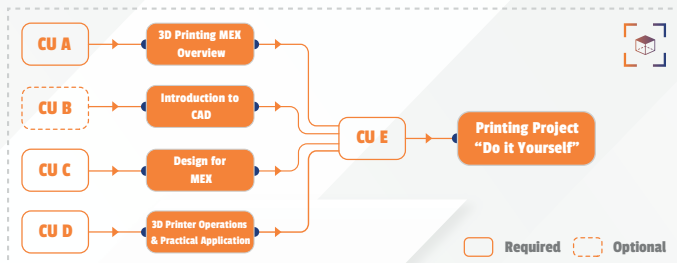 CU A
3D Printing MEX
Overview
CU B
Introduction to
CAD
CU C
Design for
MEX
CU D
3D Printer Operations
& Practical Application
CU E
Printing Project
“Do it Yourself”
Required
Optional